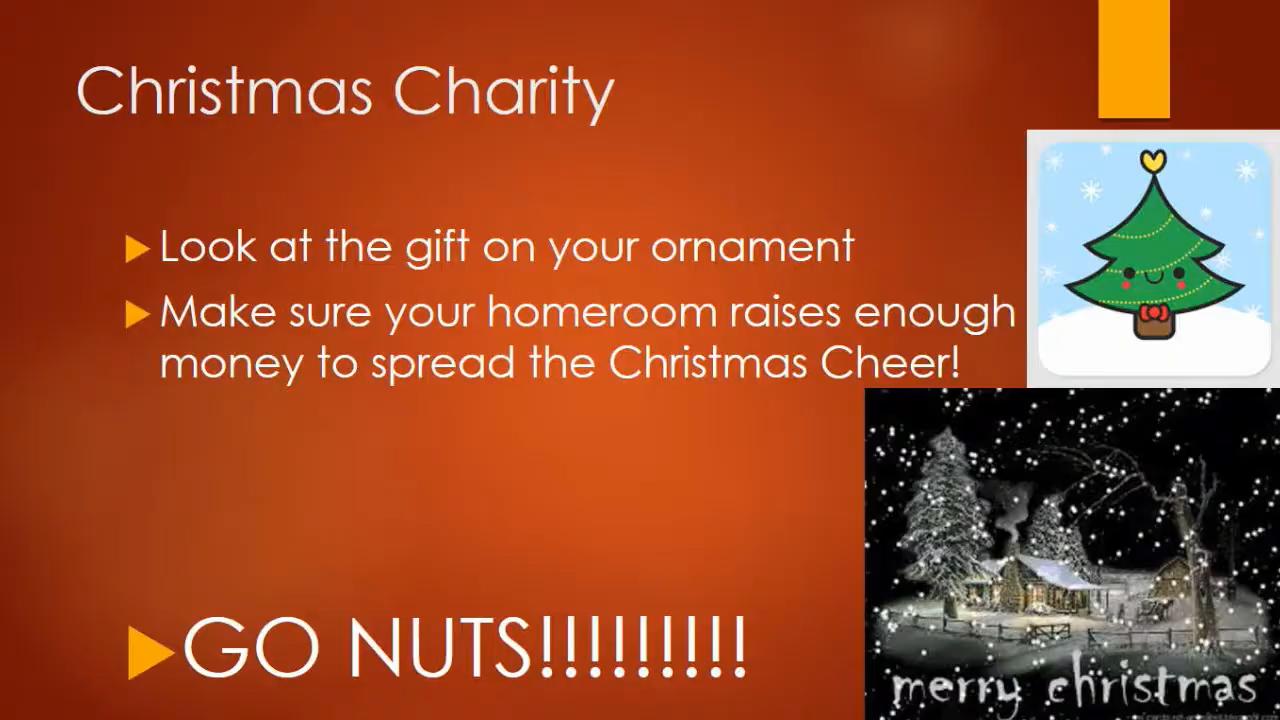 Christmas Charity
Look at the gift on your ornament
Make sure your homeroom raises enough
money to spread the Christmas Cheer!
GO NUTS!!!!!!!!!
merry christmas